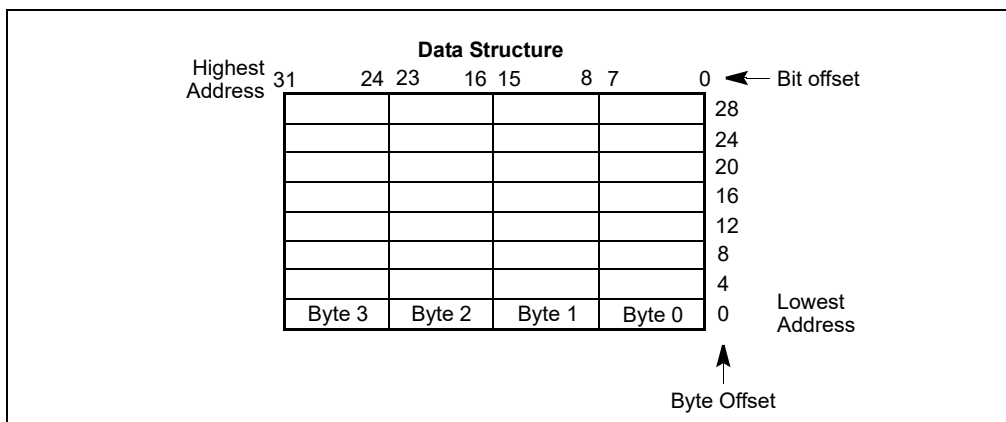 Data Structure
Highest
Address
31 24 23 16 15 8 7 0
Bit offset
28
24
20
16
12
8
4
Byte 3 Byte 2 Byte 1 Byte 0 0
Lowest
Address
Byte Offset